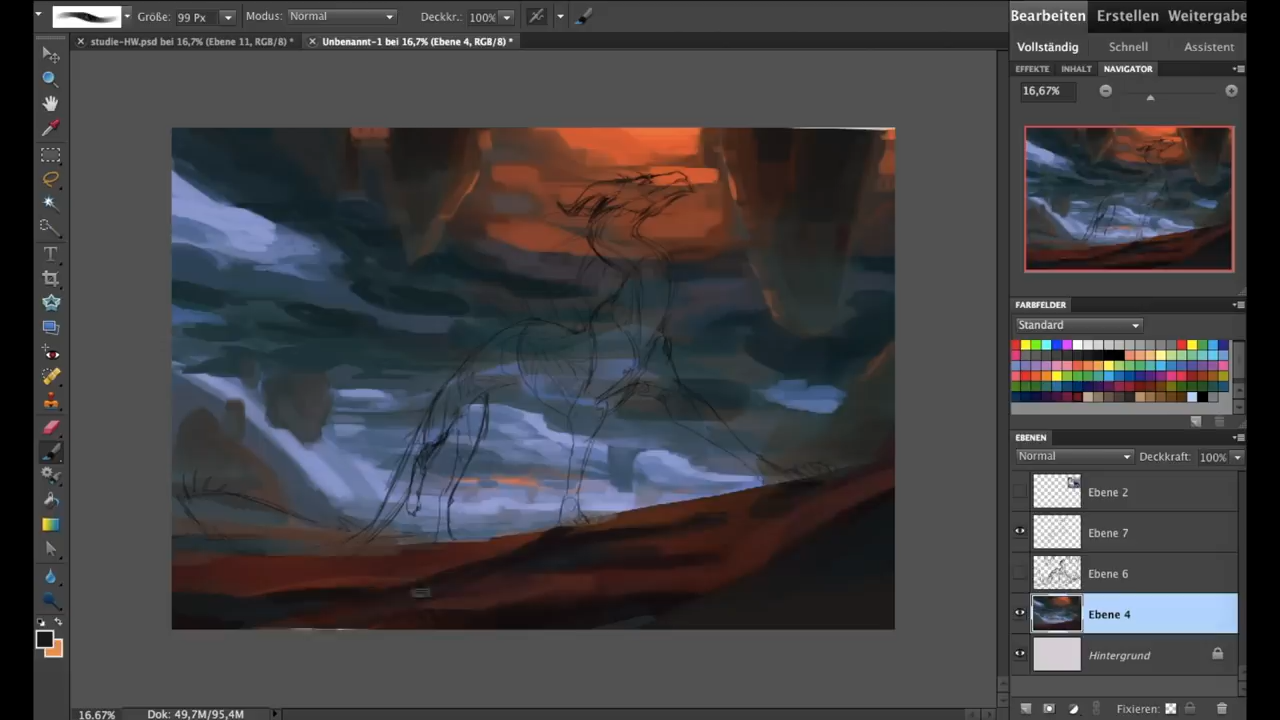 Größe: 99 Px Modus: Normal Deckkr.: 100%
Bearbeiten Erstellen Weitergabe
studie-HW.psd bei 16,7% (Ebene 11, RGB/8) * Unbenannt-1 bei 16,7% (Ebene 4, RGB/8) *
Vollständig Schnell Assistent
EFFEKTE INHALT NAVIGATOR
16,67%
FARBFELDER
Standard
EBENEN
Normal Deckkraft: 100%
Ebene 2
Ebene 7
Ebene 6
Ebene 4
Hintergrund
Fixieren:
16.67% Dok: 49,7M/95,4M